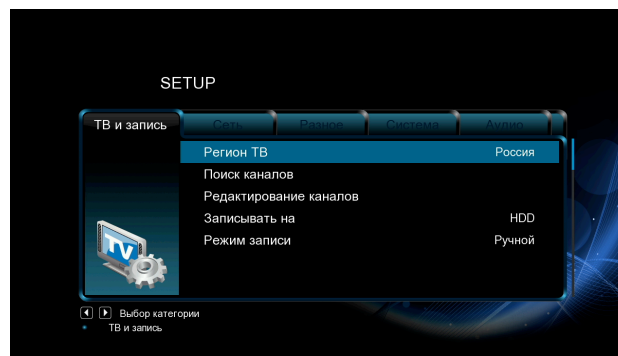 SETUP
ТВ и запись Сеть Разное Система Аудио
Регион ТВ Россия
Поиск каналов
Редактирование каналов
Записывать на HDD
Режим записи Ручной
TV
Выбор категории
ТВ и запись